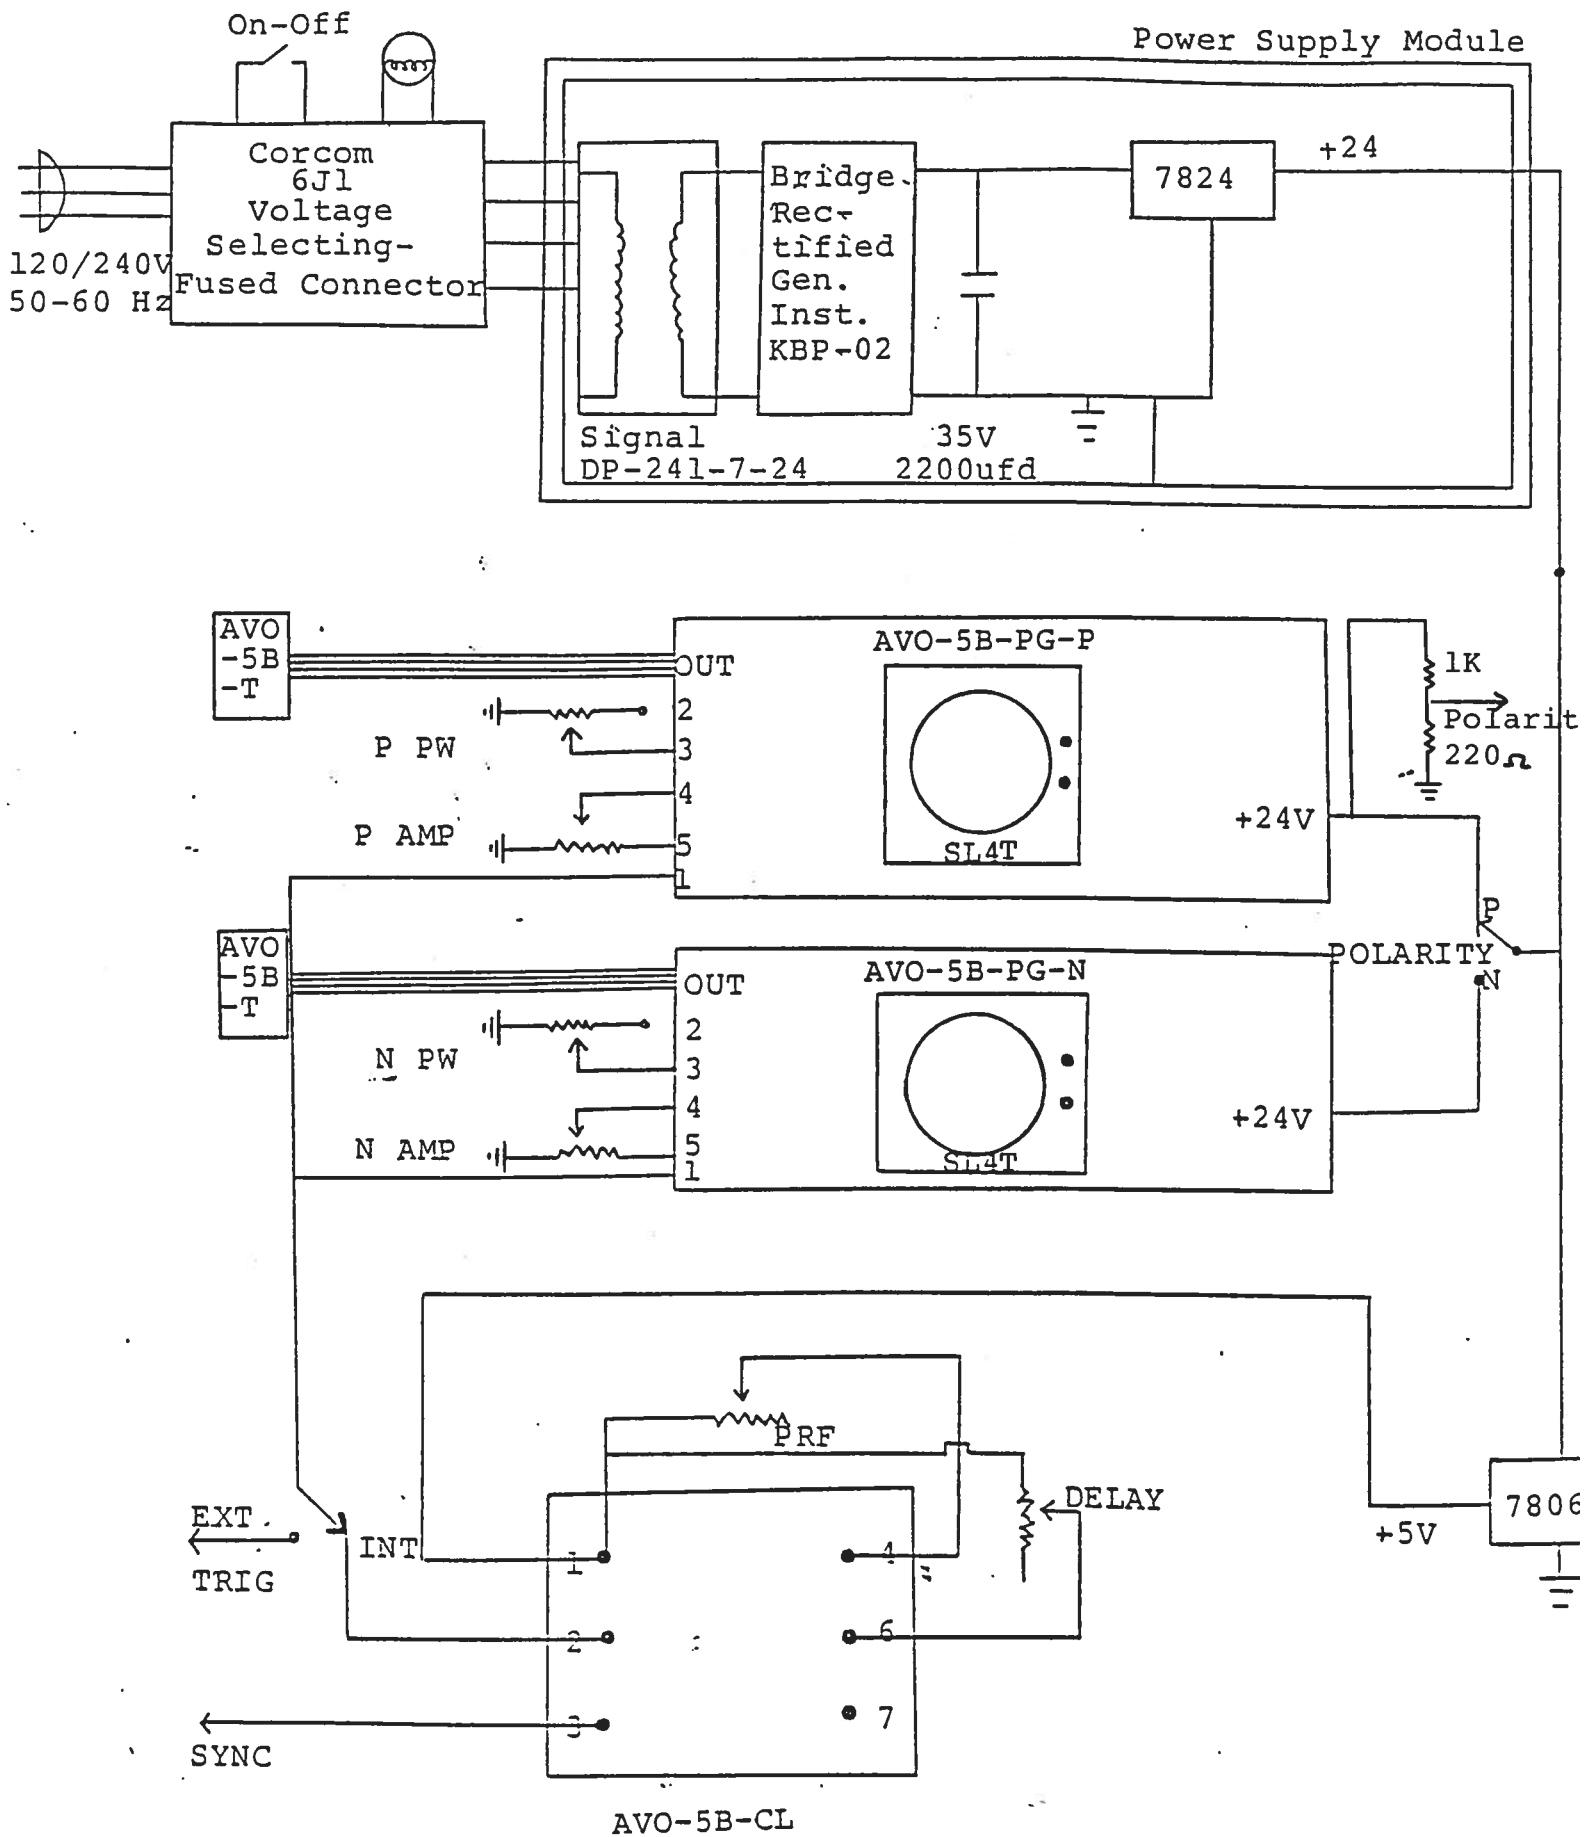 On-Off
Power Supply Module
Corcom
6J1
Voltage
Selecting-
Fused Connector
120/240V
50-60 Hz
Bridge
Rec-
tified
Gen.
Inst.
KBP-02
7824
+24
Signal
DP-241-7-24
35V
2200ufd
AVO
-5B
-T
OUT
AVO-5B-PG-P
SL4T
2
P PW
3
4
P AMP
5
1
+24V
1K
Polarit
220Ω
P
POLARITY
N
AVO
-5B
-T
OUT
AVO-5B-PG-N
SL4T
2
N PW
3
4
N AMP
5
1
+24V
PRF
DELAY
7806
+5V
EXT
TRIG
INT
1
4
2
6
3
7
SYNC
AVO-5B-CL